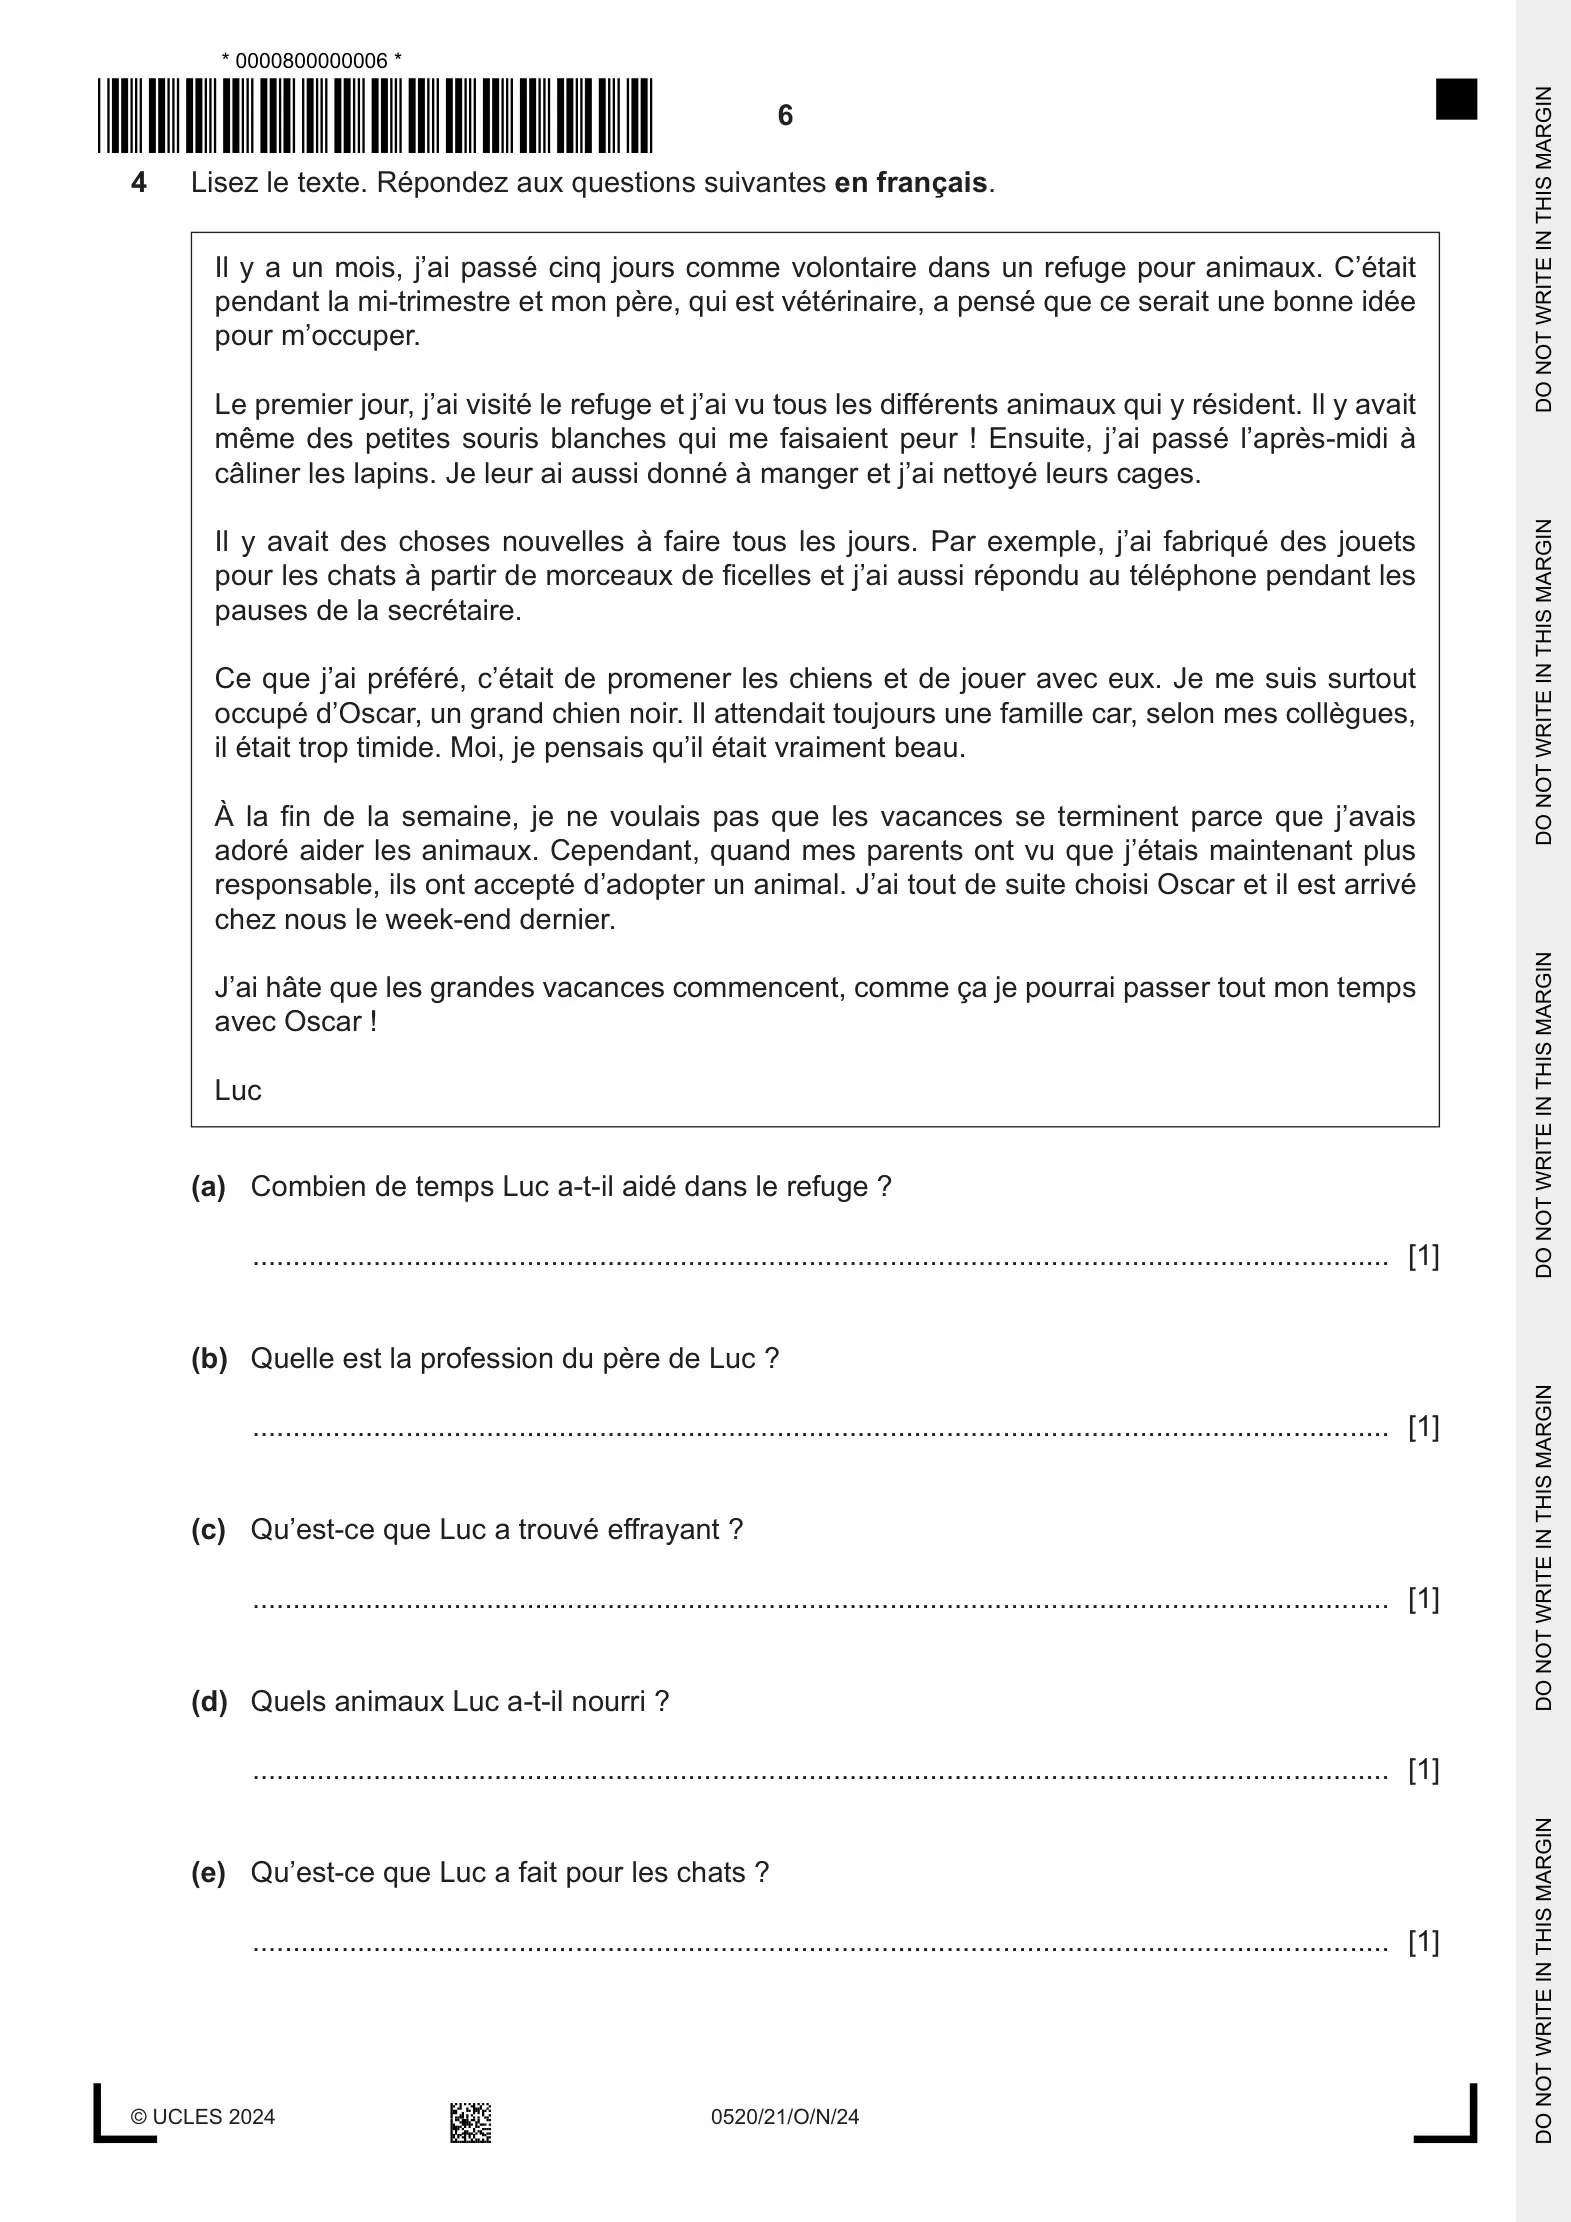 * 0000800000006 *
6
4 Lisez le texte. Répondez aux questions suivantes en français.
Il y a un mois, j’ai passé cinq jours comme volontaire dans un refuge pour animaux. C’était
pendant la mi-trimestre et mon père, qui est vétérinaire, a pensé que ce serait une bonne idée
pour m’occuper.
Le premier jour, j’ai visité le refuge et j’ai vu tous les différents animaux qui y résident. Il y avait
même des petites souris blanches qui me faisaient peur ! Ensuite, j’ai passé l’après-midi à
câliner les lapins. Je leur ai aussi donné à manger et j’ai nettoyé leurs cages.
Il y avait des choses nouvelles à faire tous les jours. Par exemple, j’ai fabriqué des jouets
pour les chats à partir de morceaux de ficelles et j’ai aussi répondu au téléphone pendant les
pauses de la secrétaire.
Ce que j’ai préféré, c’était de promener les chiens et de jouer avec eux. Je me suis surtout
occupé d’Oscar, un grand chien noir. Il attendait toujours une famille car, selon mes collègues,
il était trop timide. Moi, je pensais qu’il était vraiment beau.
À la fin de la semaine, je ne voulais pas que les vacances se terminent parce que j’avais
adoré aider les animaux. Cependant, quand mes parents ont vu que j’étais maintenant plus
responsable, ils ont accepté d’adopter un animal. J’ai tout de suite choisi Oscar et il est arrivé
chez nous le week-end dernier.
J’ai hâte que les grandes vacances commencent, comme ça je pourrai passer tout mon temps
avec Oscar !
Luc
(a) Combien de temps Luc a-t-il aidé dans le refuge ?
[1]
(b) Quelle est la profession du père de Luc ?
[1]
(c) Qu’est-ce que Luc a trouvé effrayant ?
[1]
(d) Quels animaux Luc a-t-il nourri ?
[1]
(e) Qu’est-ce que Luc a fait pour les chats ?
[1]
© UCLES 2024
0520/21/O/N/24
DO NOT WRITE IN THIS MARGIN
DO NOT WRITE IN THIS MARGIN
DO NOT WRITE IN THIS MARGIN
DO NOT WRITE IN THIS MARGIN
DO NOT WRITE IN THIS MARGIN